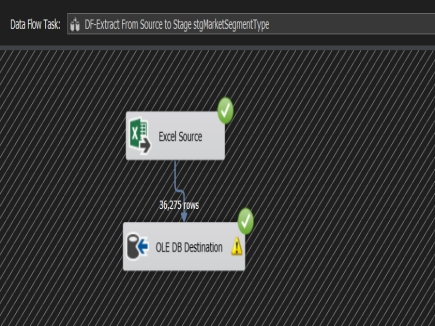 Data Flow Task: DF-Extract From Source to Stage stgMarketSegmentType
Excel Source
36,275 rows
OLE DB Destination